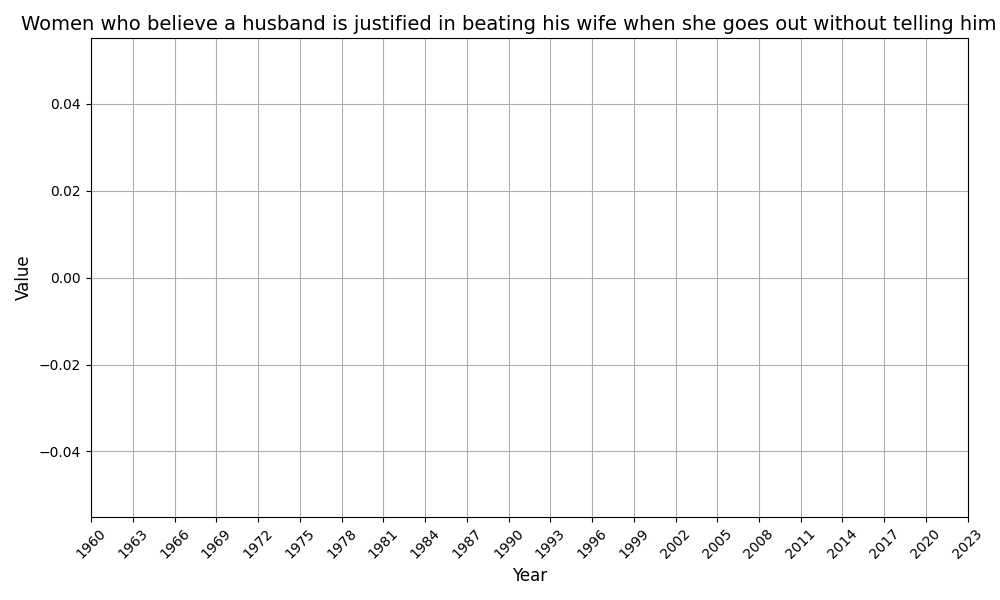 Women who believe a husband is justified in beating his wife when she goes out without telling him
Value
0.04
0.02
0.00
−0.02
−0.04
1960 1963 1966 1969 1972 1975 1978 1981 1984 1987 1990 1993 1996 1999 2002 2005 2008 2011 2014 2017 2020 2023
Year